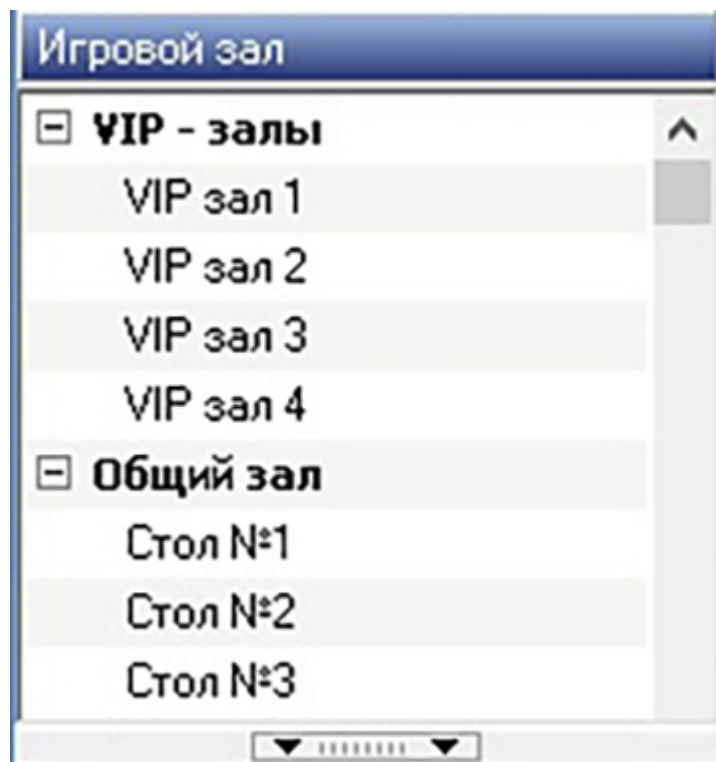 Игровой зал
VIP - залы
VIP зал 1
VIP зал 2
VIP зал 3
VIP зал 4
Общий зал
Стол №1
Стол №2
Стол №3